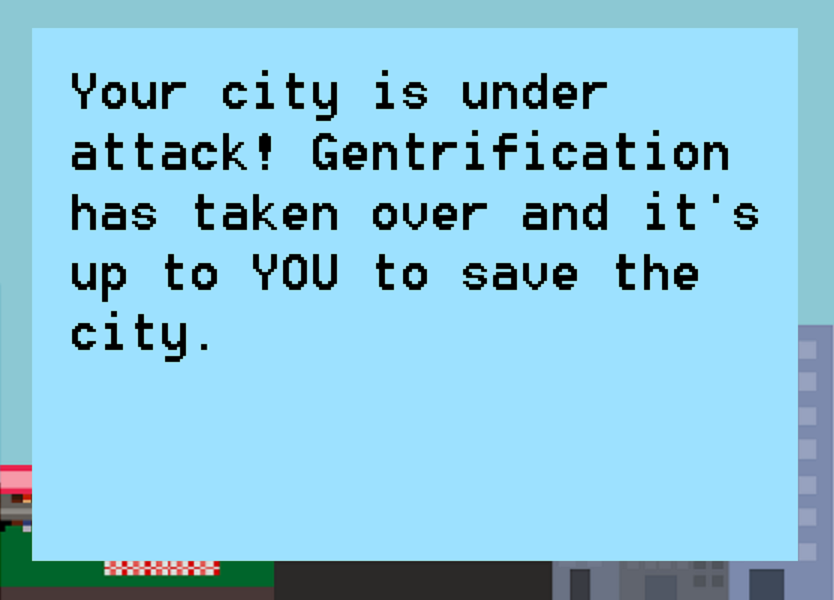 Your city is under
attack! Gentrification
has taken over and it's
up to YOU to save the
city.